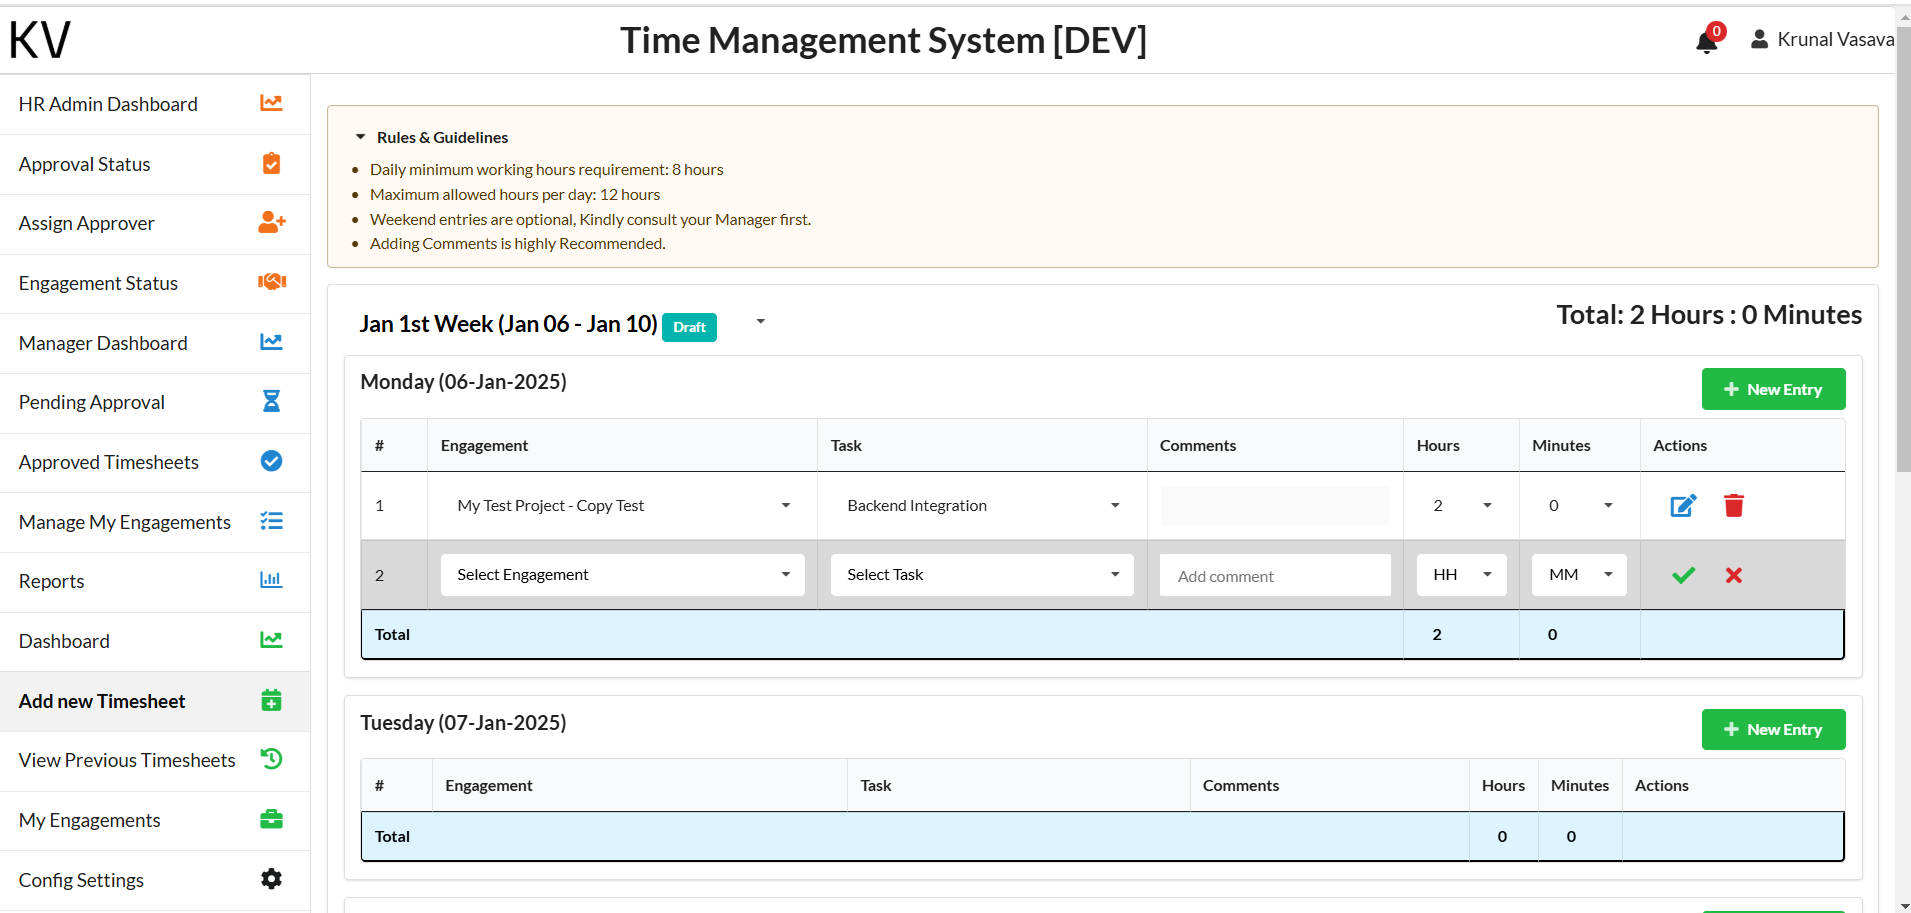 KV
Time Management System [DEV]
0
Krunal Vasava
HR Admin Dashboard
Approval Status
Assign Approver
Engagement Status
Manager Dashboard
Pending Approval
Approved Timesheets
Manage My Engagements
Reports
Dashboard
Add new Timesheet
View Previous Timesheets
My Engagements
Config Settings
Rules & Guidelines
Daily minimum working hours requirement: 8 hours
Maximum allowed hours per day: 12 hours
Weekend entries are optional, Kindly consult your Manager first.
Adding Comments is highly Recommended.
Jan 1st Week (Jan 06 - Jan 10) Draft
Total: 2 Hours : 0 Minutes
Monday (06-Jan-2025)
New Entry
# Engagement Task Comments Hours Minutes Actions
1 My Test Project - Copy Test Backend Integration 2 0
2 Select Engagement Select Task Add comment HH MM
Total 2 0
Tuesday (07-Jan-2025)
New Entry
# Engagement Task Comments Hours Minutes Actions
Total 0 0